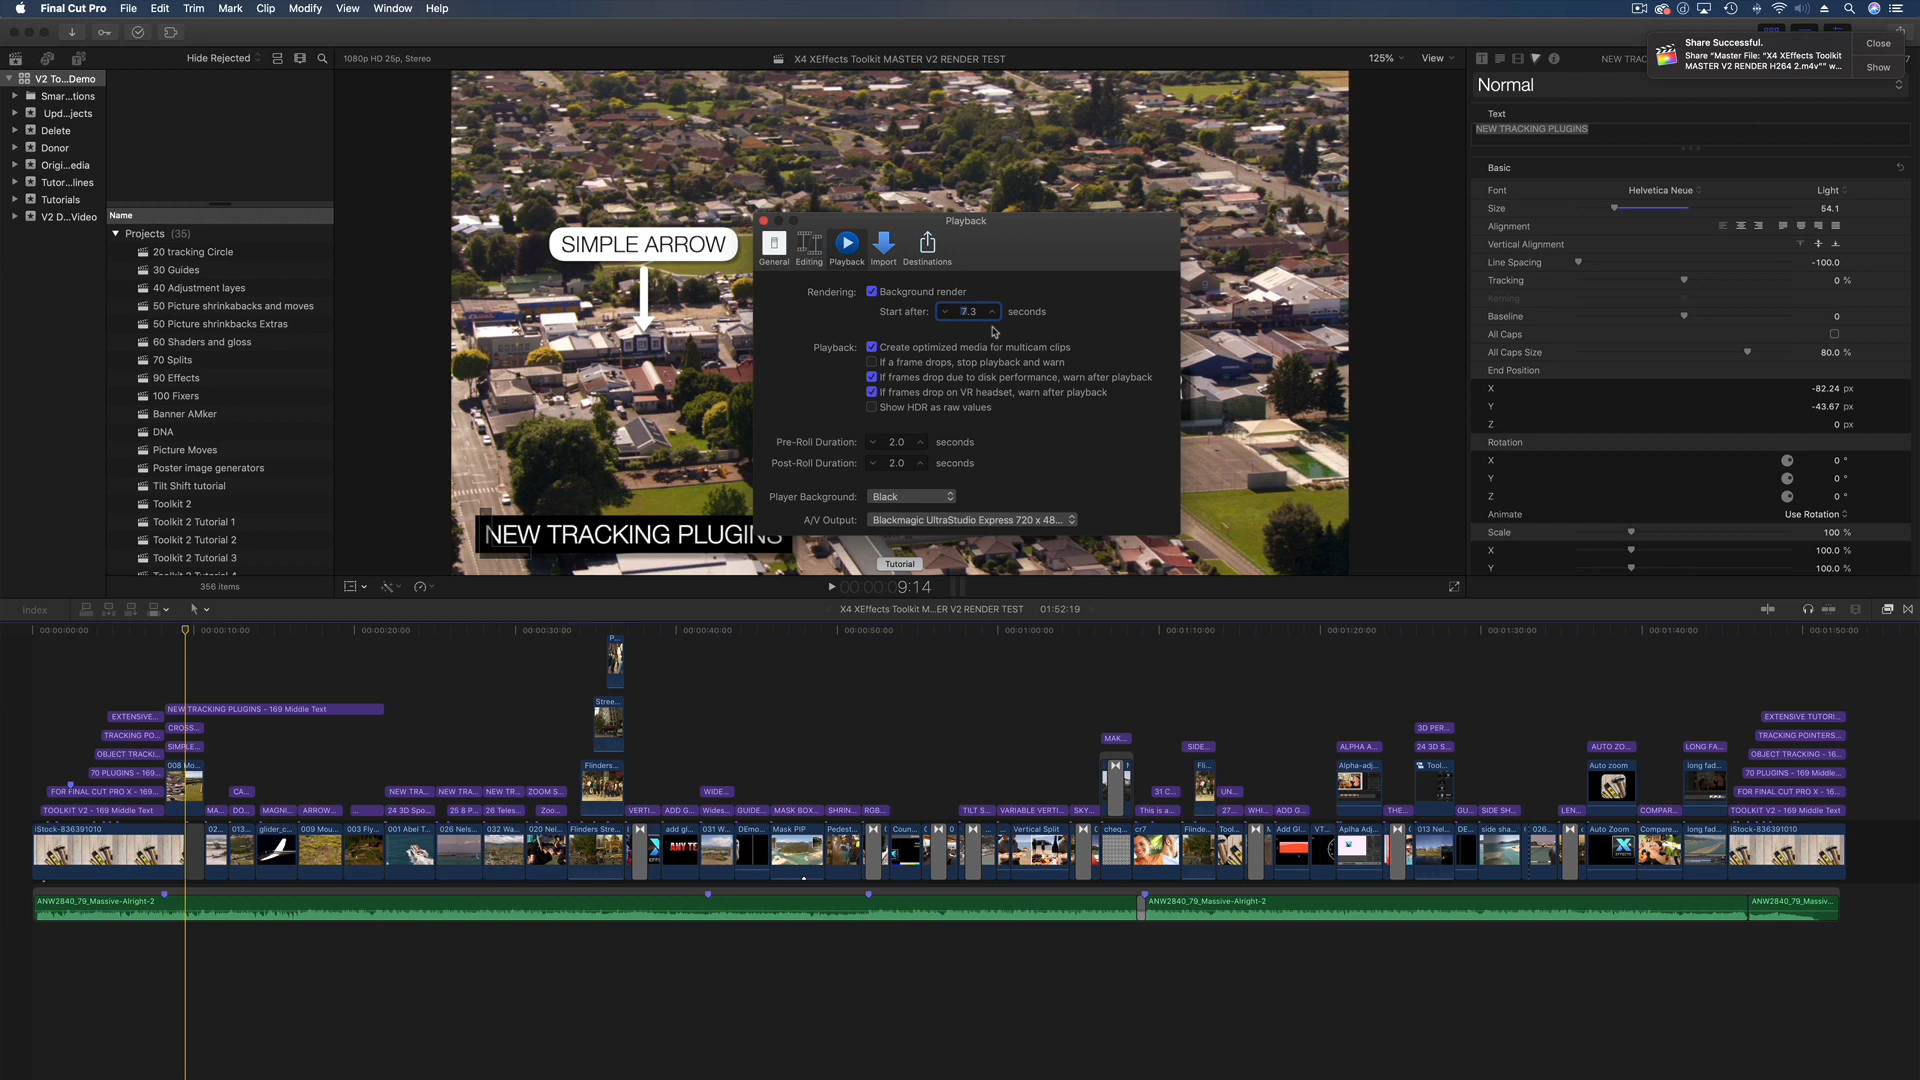 Final Cut Pro File Edit Trim Mark Clip Modify View Window Help
Hide Rejected
1080p HD 25p, Stereo
X4 XEffects Toolkit MASTER V2 RENDER TEST
125%
View
NEW TRACK
Share Successful.
Share "Master File: "X4 XEffects Toolkit
MASTER V2 RENDER H264 2.m4v"" w...
Close
Show
V2 To...Demo
Smar...tions
Upd...jects
Delete
Donor
Origi...edia
Tutor...lines
Tutorials
V2 D...Video
Name
Projects (35)
20 tracking Circle
30 Guides
40 Adjustment layes
50 Picture shrinkabacks and moves
50 Picture shrinkbacks Extras
60 Shaders and gloss
70 Splits
90 Effects
100 Fixers
Banner AMker
DNA
Picture Moves
Poster image generators
Tilt Shift tutorial
Toolkit 2
Toolkit 2 Tutorial 1
Toolkit 2 Tutorial 2
Toolkit 2 Tutorial 3
356 items
SIMPLE ARROW
NEW TRACKING PLUGINS
Tutorial
Playback
General Editing Playback Import Destinations
Rendering: Background render
Start after: 7.3 seconds
Playback: Create optimized media for multicam clips
If a frame drops, stop playback and warn
If frames drop due to disk performance, warn after playback
If frames drop on VR headset, warn after playback
Show HDR as raw values
Pre-Roll Duration: 2.0 seconds
Post-Roll Duration: 2.0 seconds
Player Background: Black
A/V Output: Blackmagic UltraStudio Express 720 x 48...
00:00:09:14
Normal
Text
NEW TRACKING PLUGINS
Basic
Font Helvetica Neue Light
Size 54.1
Alignment
Vertical Alignment
Line Spacing -100.0
Tracking 0 %
Kerning
Baseline 0
All Caps
All Caps Size 80.0 %
End Position
X -82.24 px
Y -43.67 px
Z 0 px
Rotation
X 0 °
Y 0 °
Z 0 °
Animate Use Rotation
Scale 100 %
X 100.0 %
Y 100.0 %
Index
X4 XEffects Toolkit M...ER V2 RENDER TEST 01:52:19
00:00:00:00 00:00:10:00 00:00:20:00 00:00:30:00 00:00:40:00 00:00:50:00 00:01:00:00 00:01:10:00 00:01:20:00 00:01:30:00 00:01:40:00 00:01:50:00
P...
Stree...
NEW TRACKING PLUGINS - 169 Middle Text
EXTENSIVE... CROSS... 3D PER... EXTENSIVE TUTORI...
TRACKING PO... MAK... TRACKING POINTERS...
OBJECT TRACKI... SIMPLE... SIDE... ALPHA A... 24 3D S... AUTO ZO... LONG FA... OBJECT TRACKING - 16...
70 PLUGINS - 169... 008 Mo... Flinders... Fli... Alpha-adj... Tool... Auto zoom long fad... 70 PLUGINS - 169 Middle...
FOR FINAL CUT PRO X - 169... CA... NEW TRA... NEW TRA... NEW TR... ZOOM S... WIDE... 31 C... UN... FOR FINAL CUT PRO X - 16...
TOOLKIT V2 - 169 Middle Text MA... DO... MAGNI... ARROW... ... 24 3D Spo... 25 8 P... 26 Teles... Zoo... VERTI... ADD G... Wides... GUIDE... MASK BOX... SHRIN... RGB... TILT S... VARIABLE VERTI... SKY... This is a... 27... WHI... ADD G... THE... GU... SIDE SH... LEN... COMPAR... TOOLKIT V2 - 169 Middle Text
iStock-836391010 02... 013... glider_c... 009 Mou... 003 Fly... 001 Abel T... 026 Nels... 032 Wa... 020 Nel... Flinders Stre... add gl... 031 W... DEmo... Mask PIP Pedest... Coun... Vertical Split cheq... cr7 Flinde... Tool... Add Gl... VT... Aplha Adj... 013 Nel... DE... side sha... 026... Auto Zoom Compare... long fad... iStock-836391010
ANW2840_79_Massive-Alright-2 ANW2840_79_Massive-Alright-2 ANW2840_79_Massiv...